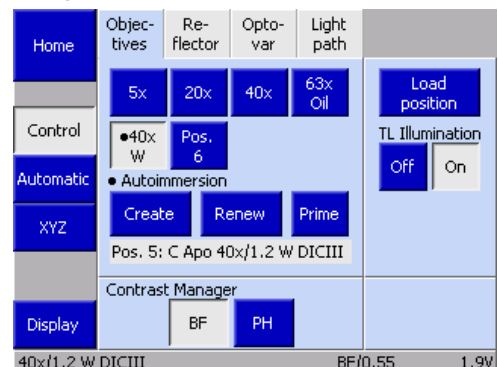 Home
Control
Automatic
XYZ
Display
Objec-
tives
Re-
flector
Opto-
var
Light
path
5x
20x
40x
63x
Oil
●40x
W
Pos.
6
● Autoimmersion
Create
Renew
Prime
Pos. 5: C Apo 40x/1.2 W DICIII
Contrast Manager
BF
PH
Load
position
TL Illumination
Off
On
40x/1.2 W DICIII BF/0.55 1.9V